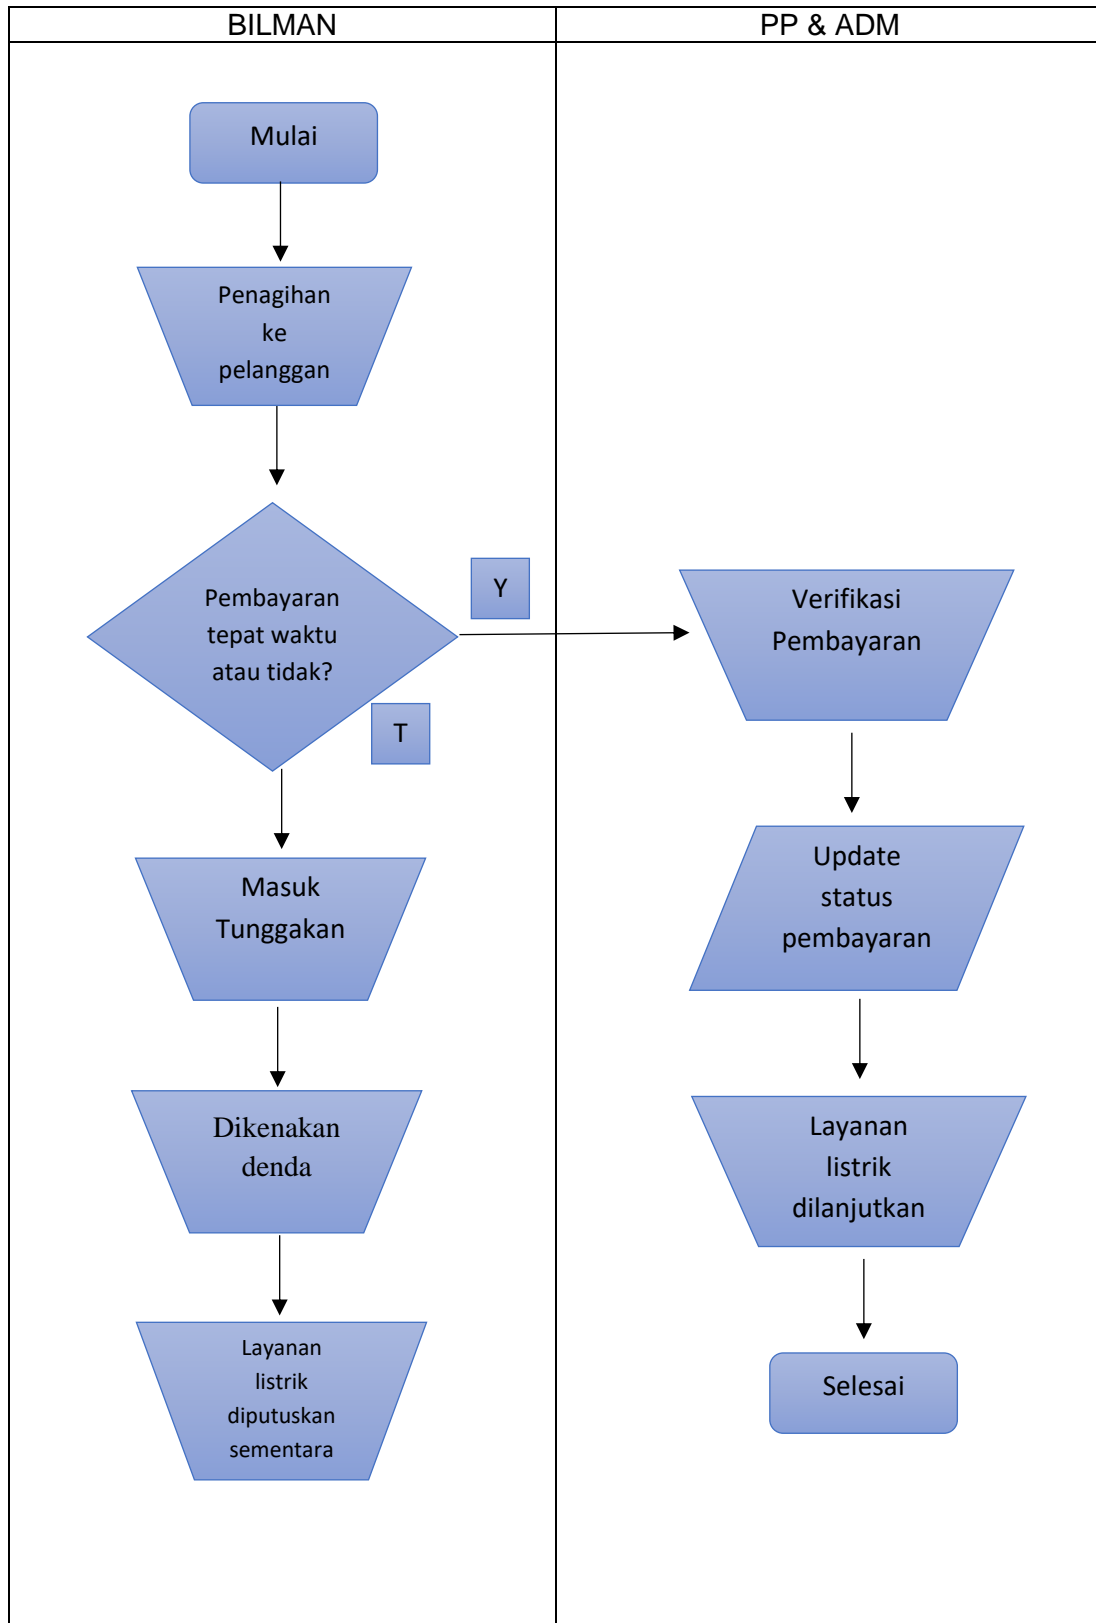 BILMAN
PP & ADM
Mulai
Penagihan
ke
pelanggan
Pembayaran
tepat waktu
atau tidak?
Y
T
Masuk
Tunggakan
Dikenakan
denda
Layanan
listrik
diputuskan
sementara
Verifikasi
Pembayaran
Update
status
pembayaran
Layanan
listrik
dilanjutkan
Selesai